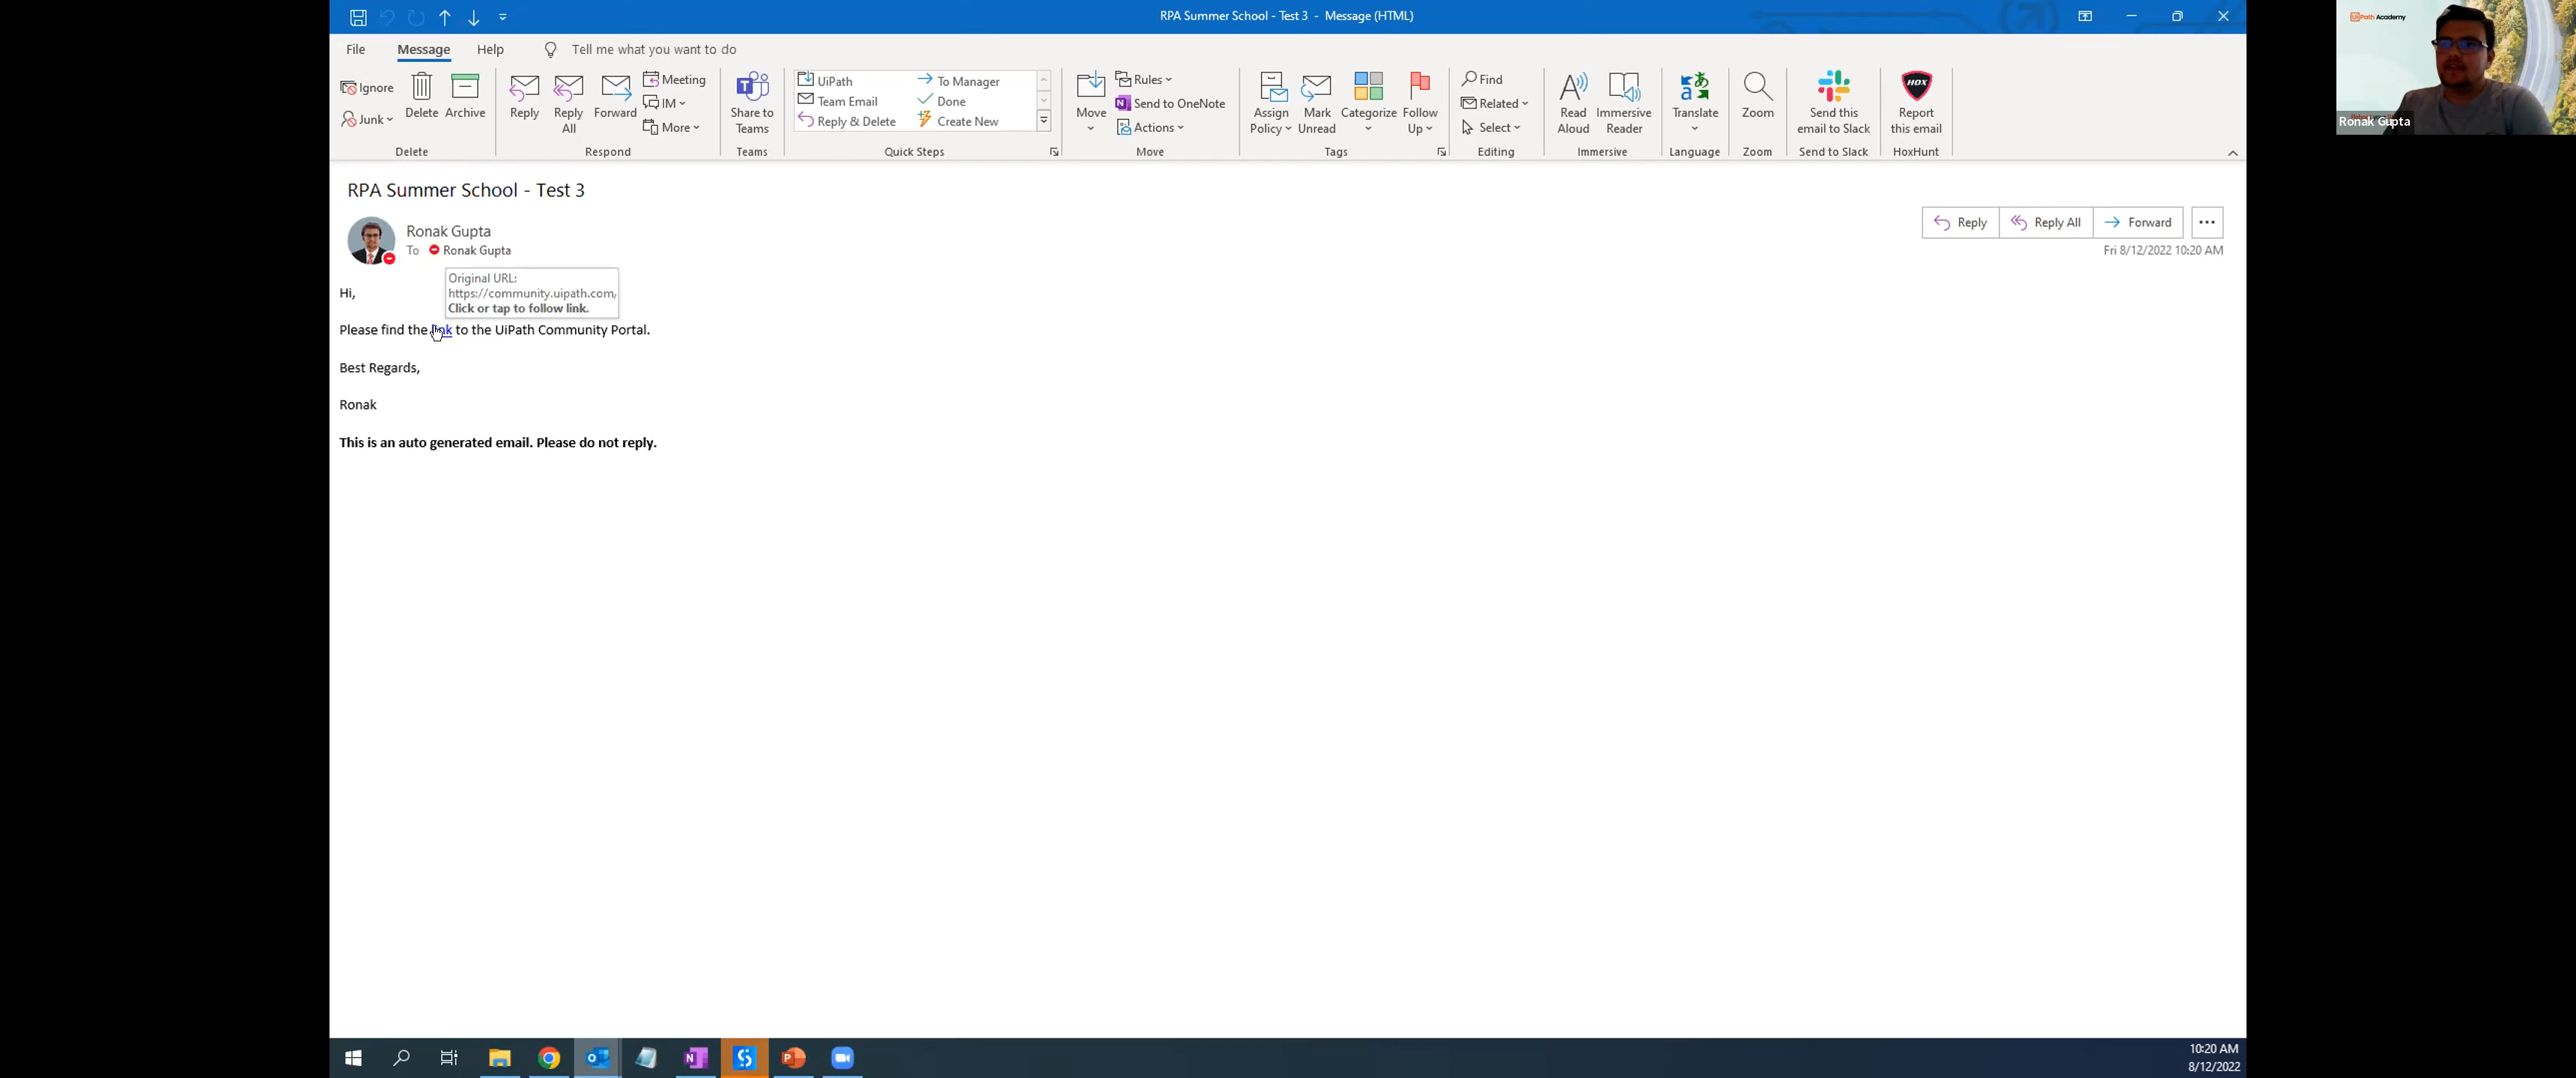 RPA Summer School - Test 3 - Message (HTML)
UiPath Academy
File Message Help Tell me what you want to do
Ignore
Junk
Delete
Archive
Delete
Reply
Reply All
Forward
Meeting
IM
More
Respond
Share to Teams
Teams
UiPath
To Manager
Team Email
Done
Reply & Delete
Create New
Quick Steps
Move
Rules
Send to OneNote
Actions
Move
Assign Policy
Mark Unread
Categorize
Follow Up
Tags
Find
Related
Select
Editing
Read Aloud
Immersive Reader
Immersive
Translate
Language
Zoom
Zoom
Send this email to Slack
Send to Slack
HOX
Report this email
HoxHunt
Ronak Gupta
RPA Summer School - Test 3
Ronak Gupta
To Ronak Gupta
Reply Reply All Forward
Fri 8/12/2022 10:20 AM
Original URL:
https://community.uipath.com/
Click or tap to follow link.
Hi,
Please find the link to the UiPath Community Portal.
Best Regards,
Ronak
This is an auto generated email. Please do not reply.
10:20 AM
8/12/2022